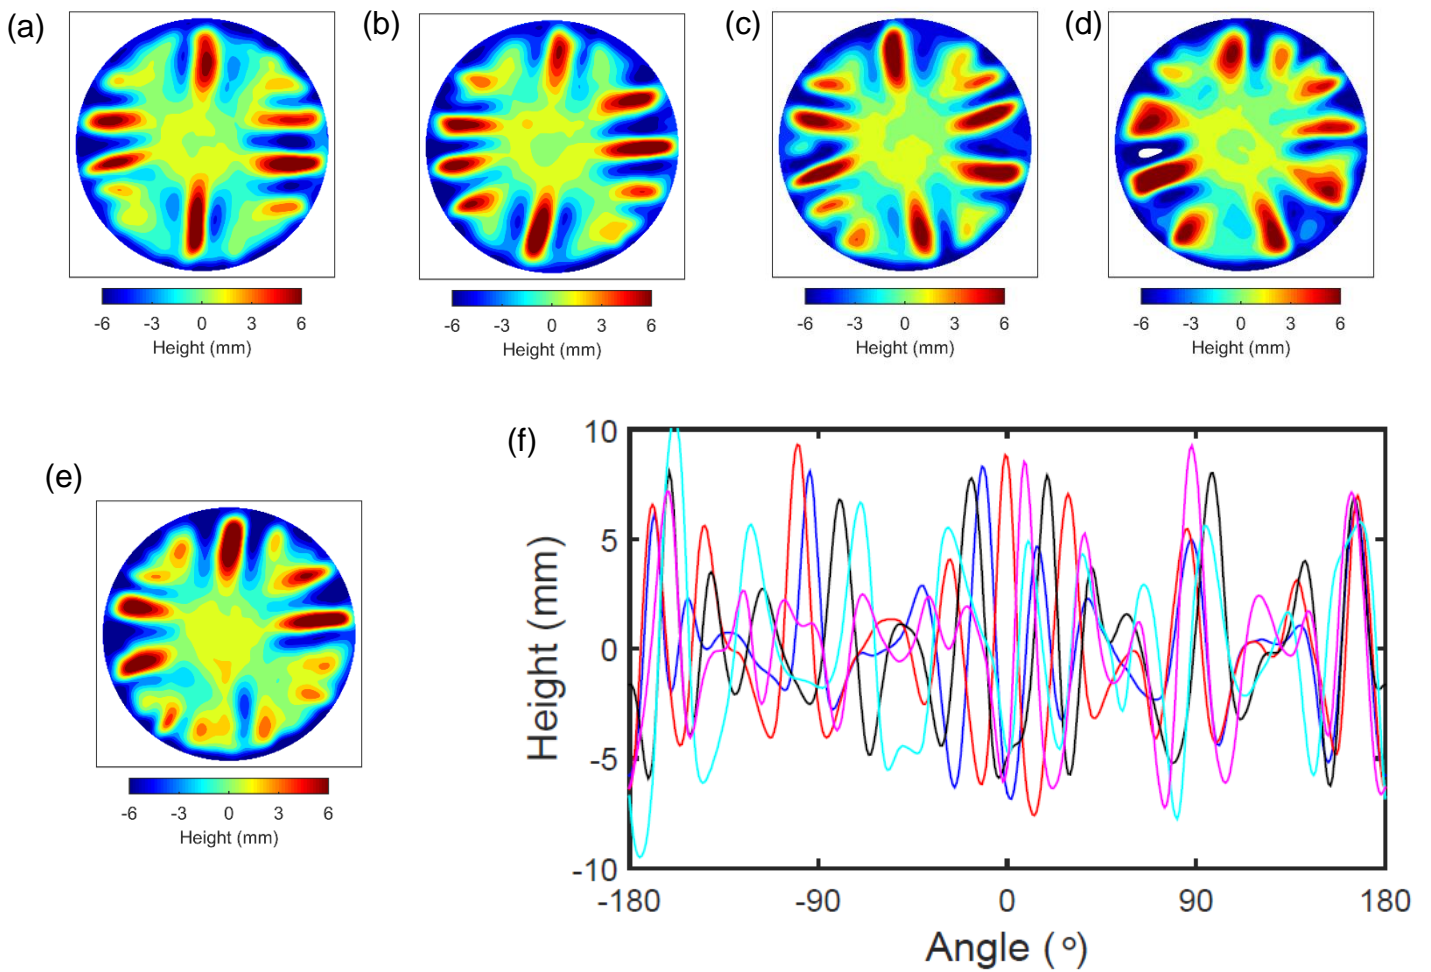 (a)
(b)
(c)
(d)
-6 -3 0 3 6
Height (mm)
-6 -3 0 3 6
Height (mm)
-6 -3 0 3 6
Height (mm)
-6 -3 0 3 6
Height (mm)
(e)
-6 -3 0 3 6
Height (mm)
(f)
10
5
0
-5
-10
Height (mm)
-180 -90 0 90 180
Angle (°)